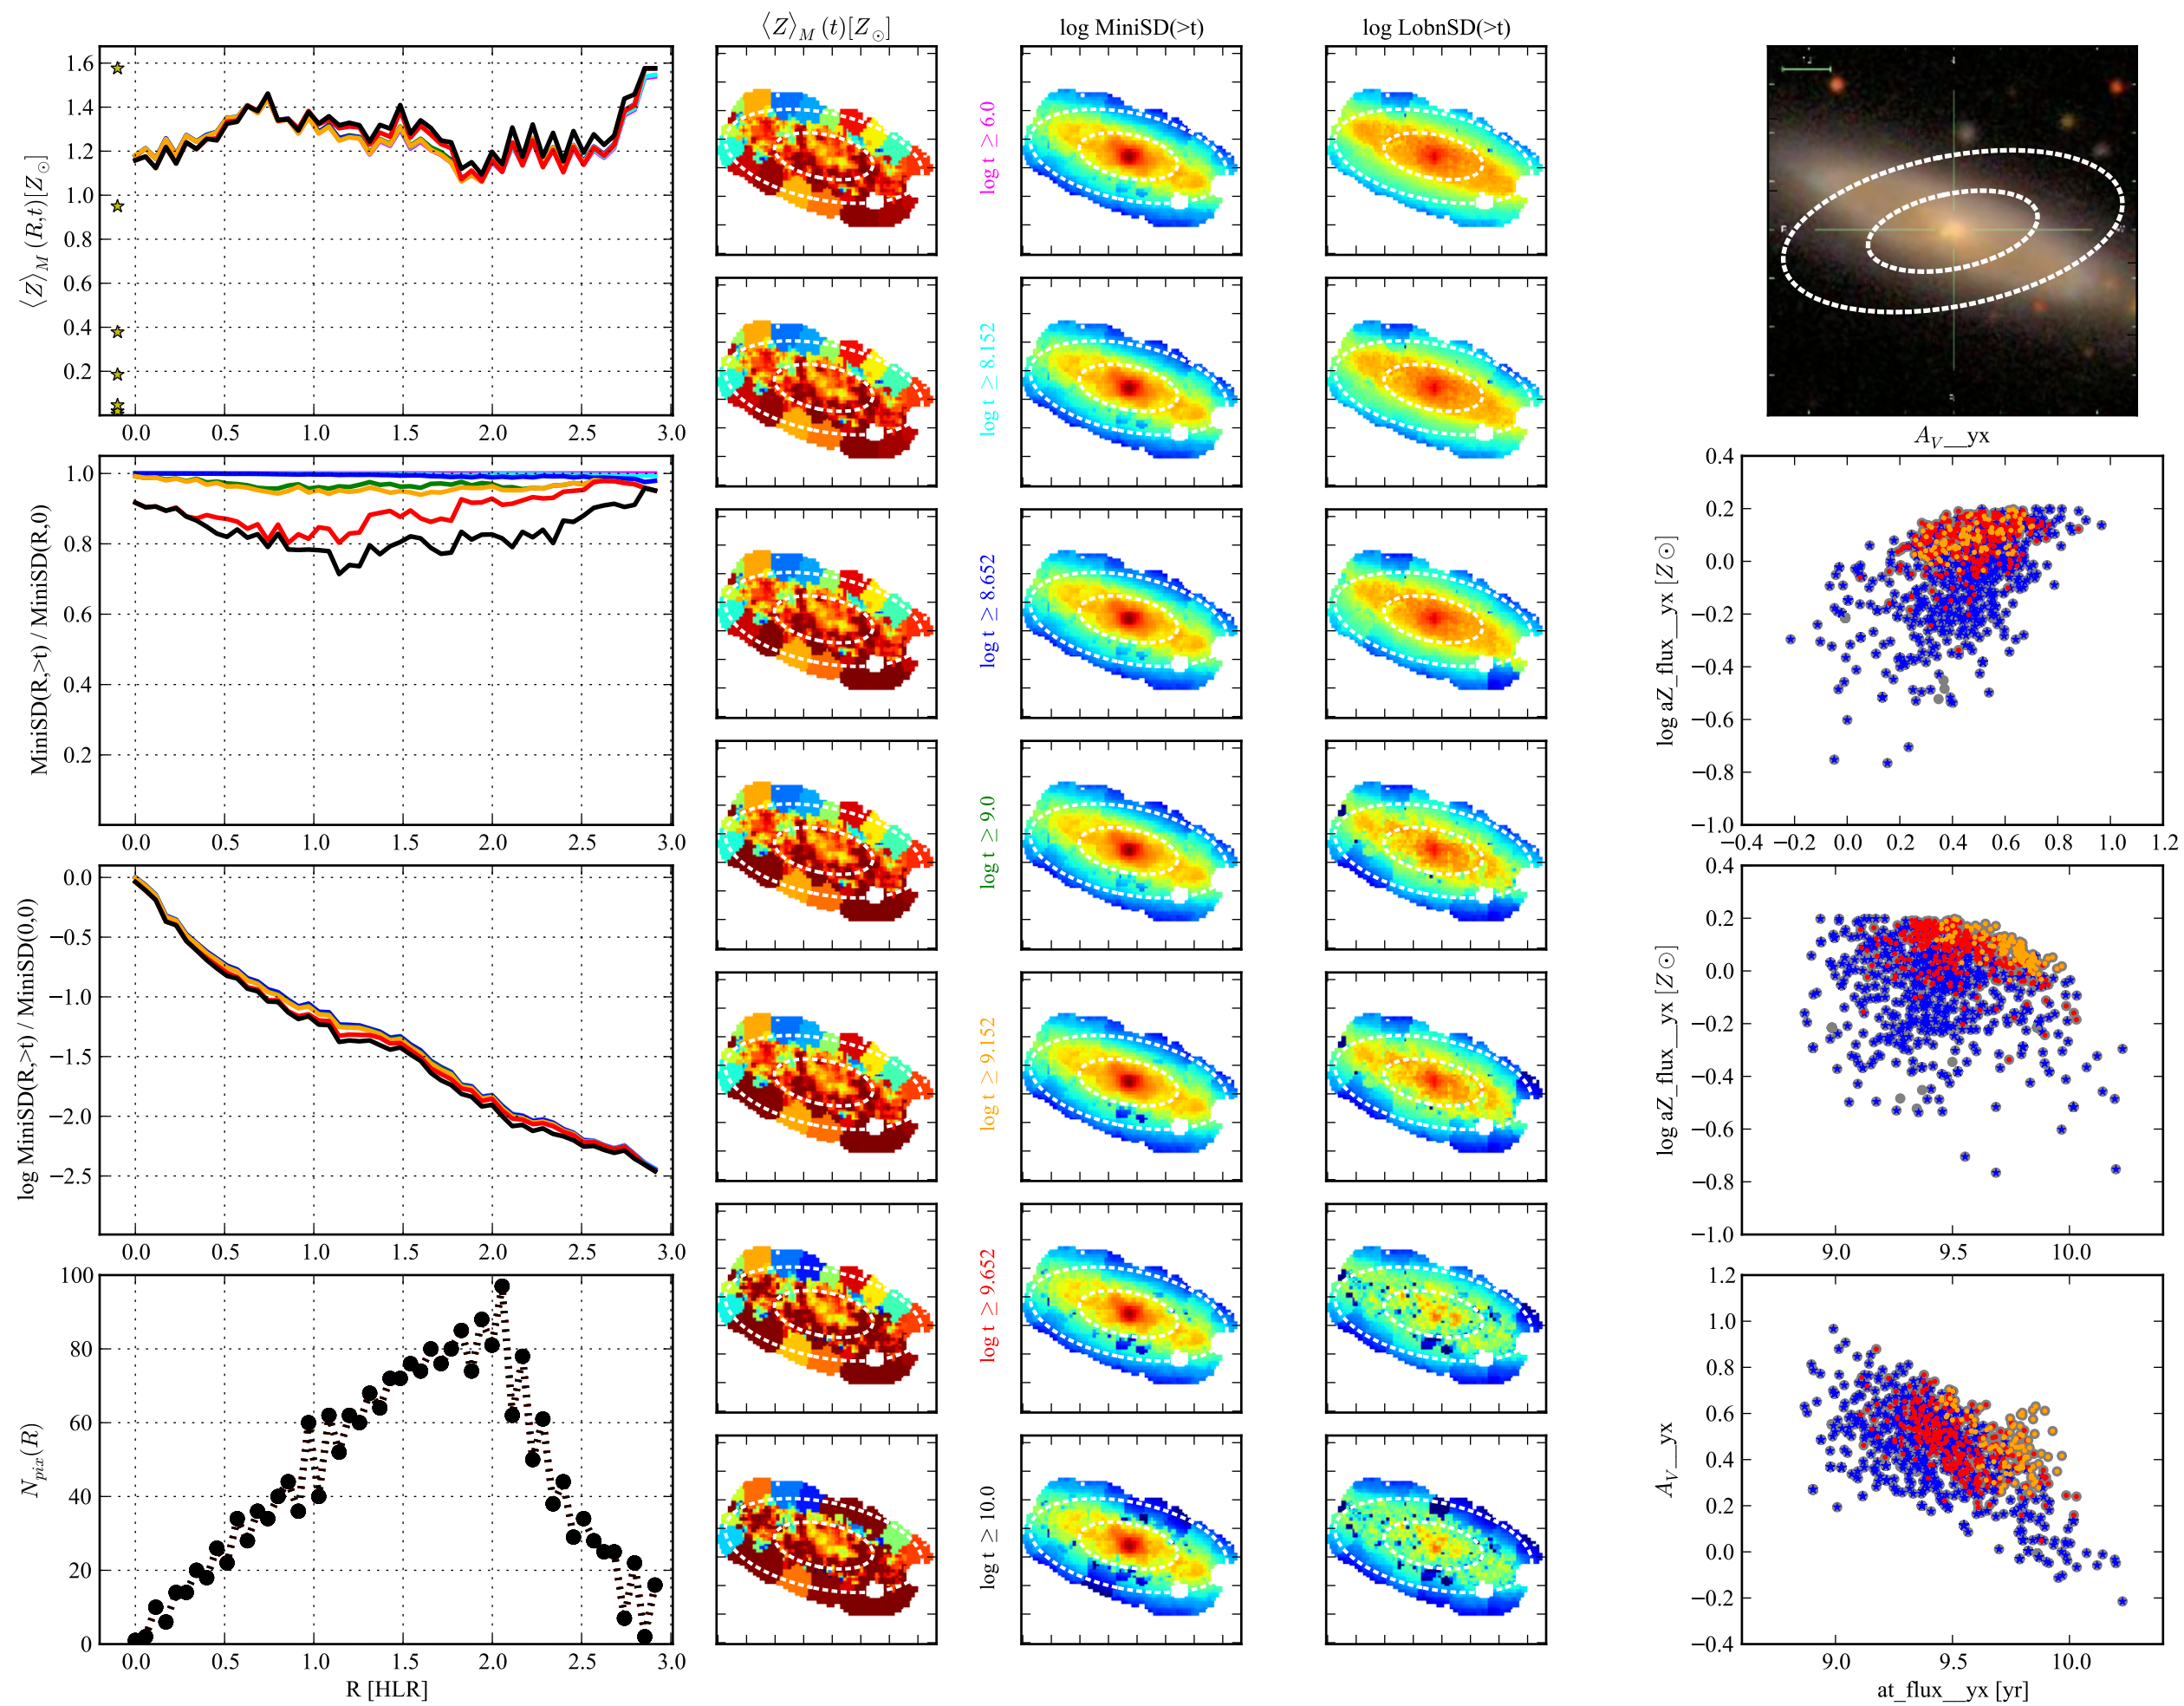 ⟨Z⟩_M (t)[Z_⊙]
log MiniSD(>t)
log LobnSD(>t)
⟨Z⟩_M (R,t)[Z_⊙]
1.6
1.4
1.2
1.0
0.8
0.6
0.4
0.2
0.0 0.5 1.0 1.5 2.0 2.5 3.0
MiniSD(R,>t) / MiniSD(R,0)
1.0
0.8
0.6
0.4
0.2
0.0 0.5 1.0 1.5 2.0 2.5 3.0
log MiniSD(R,>t) / MiniSD(0,0)
0.0
−0.5
−1.0
−1.5
−2.0
−2.5
0.0 0.5 1.0 1.5 2.0 2.5 3.0
N_pix(R)
100
80
60
40
20
0
0.0 0.5 1.0 1.5 2.0 2.5 3.0
R [HLR]
log t ≥ 6.0
log t ≥ 8.152
log t ≥ 8.652
log t ≥ 9.0
log t ≥ 9.152
log t ≥ 9.652
log t ≥ 10.0
A_V__yx
log aZ_flux__yx [Z⊙]
0.4
0.2
0.0
−0.2
−0.4
−0.6
−0.8
−1.0
−0.4 −0.2 0.0 0.2 0.4 0.6 0.8 1.0 1.2
log aZ_flux__yx [Z⊙]
0.4
0.2
0.0
−0.2
−0.4
−0.6
−0.8
−1.0
9.0 9.5 10.0
A_V__yx
1.2
1.0
0.8
0.6
0.4
0.2
0.0
−0.2
−0.4
9.0 9.5 10.0
at_flux__yx [yr]